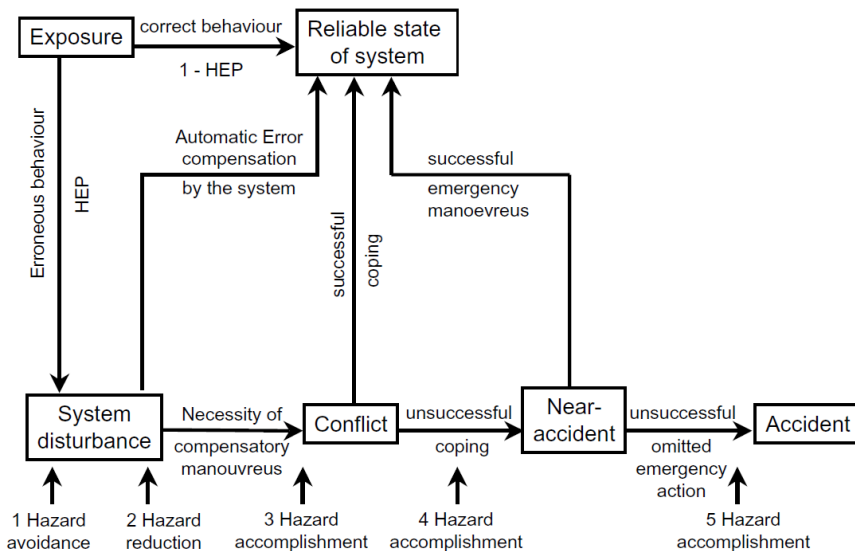 Exposure
correct behaviour
1 - HEP
Reliable state
of system
Erroneous behaviour
HEP
Automatic Error
compensation
by the system
successful
coping
successful
emergency
manoevreus
System
disturbance
Necessity of
compensatory
manouvreus
Conflict
unsuccessful
coping
Near-
accident
unsuccessful
omitted
emergency
action
Accident
1 Hazard
avoidance
2 Hazard
reduction
3 Hazard
accomplishment
4 Hazard
accomplishment
5 Hazard
accomplishment